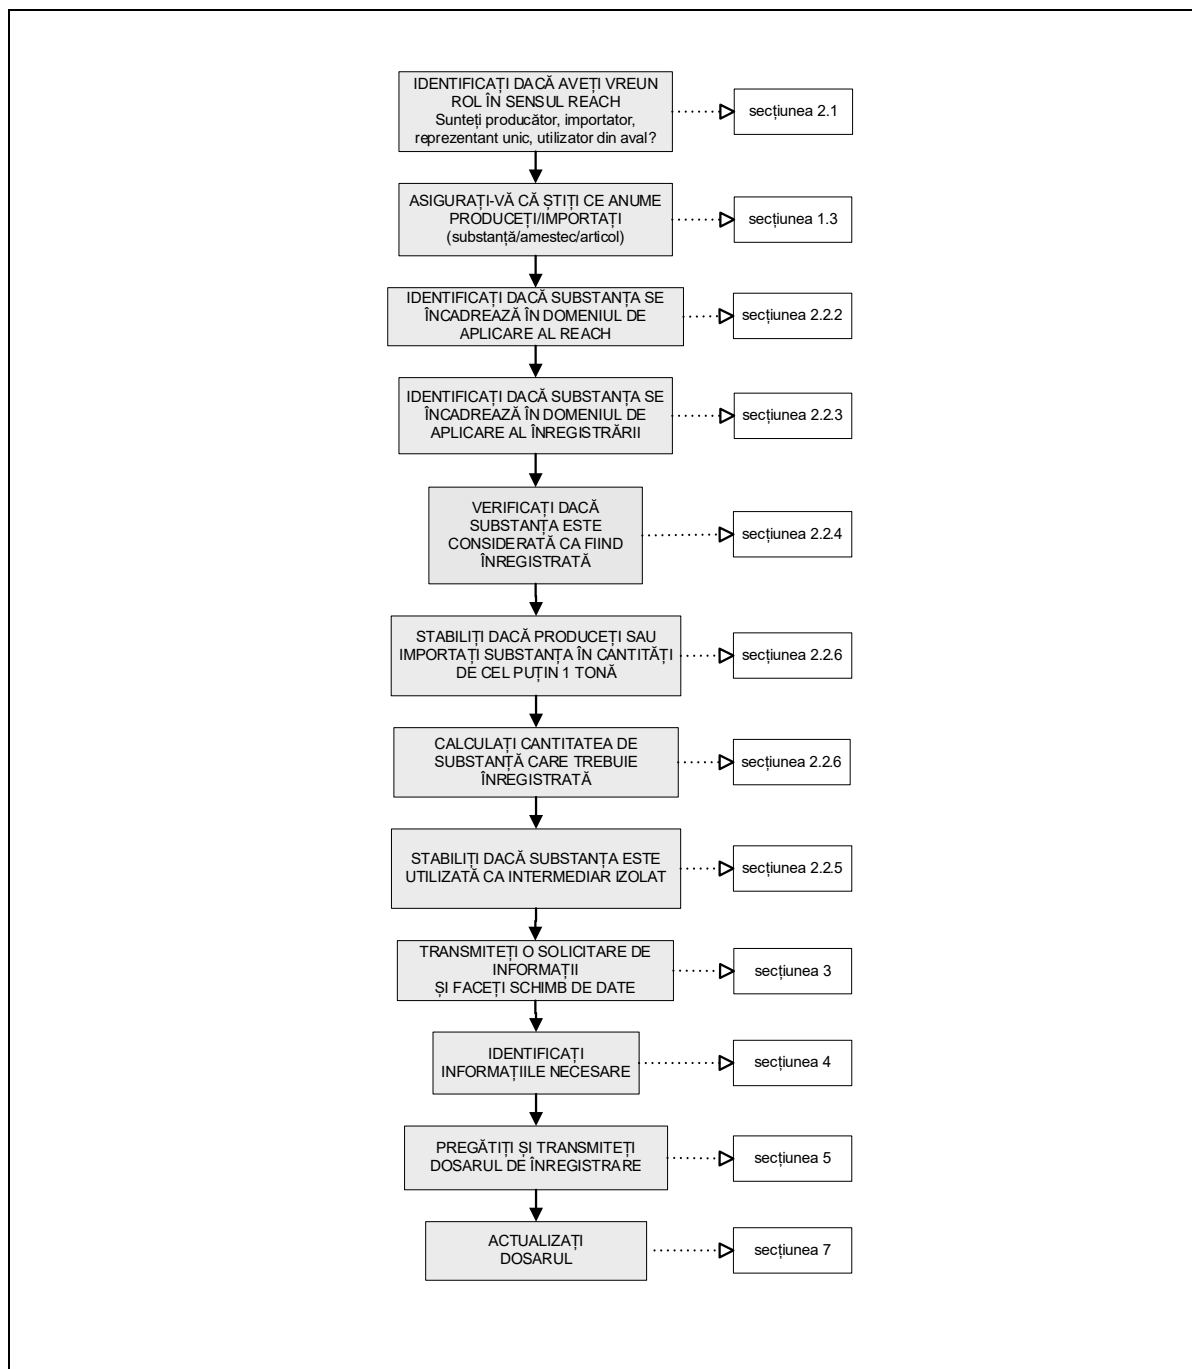 IDENTIFICAȚI DACĂ AVEȚI VREUN
ROL ÎN SENSUL REACH
Sunteți producător, importator,
reprezentant unic, utilizator din aval?
secțiunea 2.1
ASIGURAȚI-VĂ CĂ ȘTIȚI CE ANUME
PRODUCEȚI/IMPORTAȚI
(substanță/amestec/articol)
secțiunea 1.3
IDENTIFICAȚI DACĂ SUBSTANȚA SE
ÎNCADREAZĂ ÎN DOMENIUL DE
APLICARE AL REACH
secțiunea 2.2.2
IDENTIFICAȚI DACĂ SUBSTANȚA SE
ÎNCADREAZĂ ÎN DOMENIUL DE
APLICARE AL ÎNREGISTRĂRII
secțiunea 2.2.3
VERIFICAȚI DACĂ
SUBSTANȚA ESTE
CONSIDERATĂ CA FIIND
ÎNREGISTRATĂ
secțiunea 2.2.4
STABILIȚI DACĂ PRODUCEȚI SAU
IMPORTAȚI SUBSTANȚA ÎN CANTITĂȚI
DE CEL PUȚIN 1 TONĂ
secțiunea 2.2.6
CALCULAȚI CANTITATEA DE
SUBSTANȚĂ CARE TREBUIE
ÎNREGISTRATĂ
secțiunea 2.2.6
STABILIȚI DACĂ SUBSTANȚA ESTE
UTILIZATĂ CA INTERMEDIAR IZOLAT
secțiunea 2.2.5
TRANSMITEȚI O SOLICITARE DE
INFORMAȚII
ȘI FACEȚI SCHIMB DE DATE
secțiunea 3
IDENTIFICAȚI
INFORMAȚIILE NECESARE
secțiunea 4
PREGĂTIȚI ȘI TRANSMITEȚI
DOSARUL DE ÎNREGISTRARE
secțiunea 5
ACTUALIZAȚI
DOSARUL
secțiunea 7